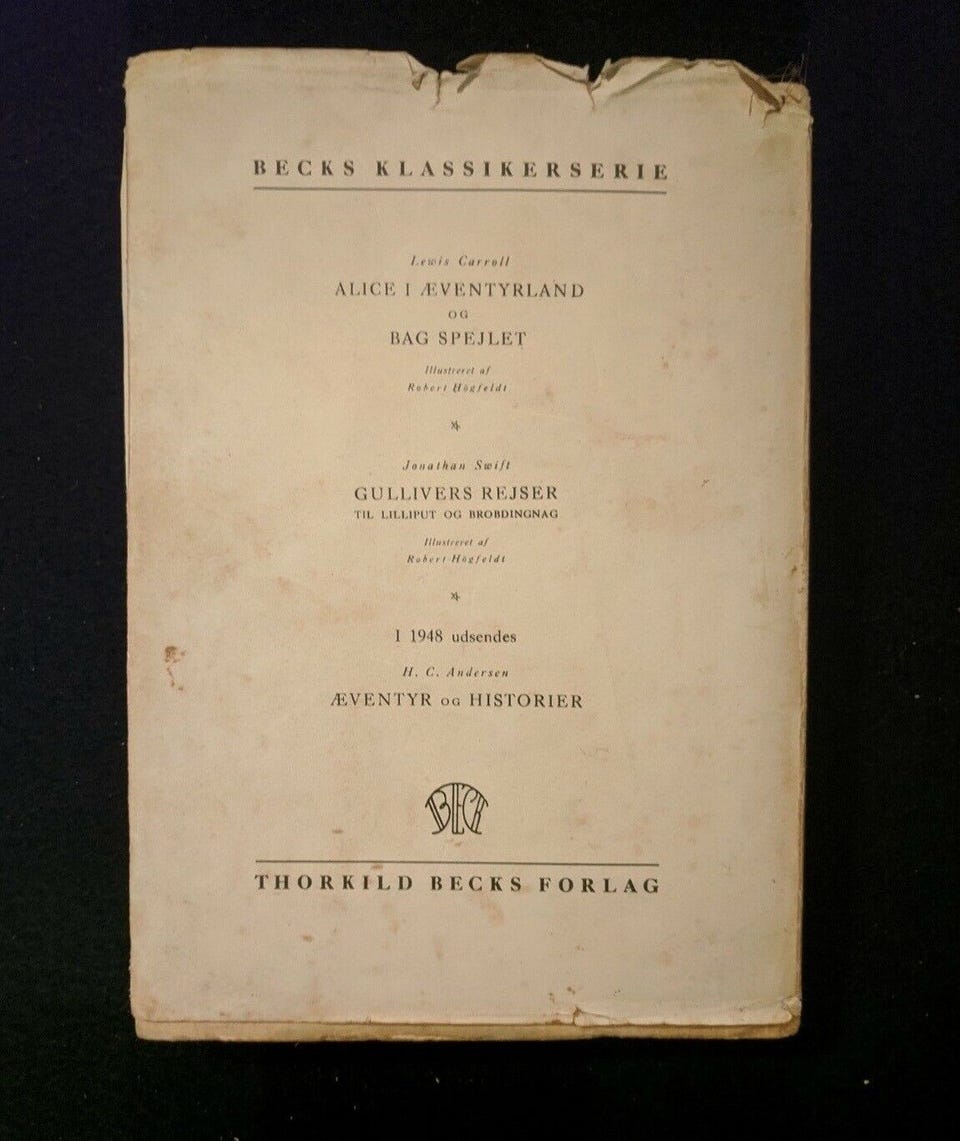 BECKS KLASSIKERSERIE
Lewis Carroll
ALICE I ÆVENTYRLAND
OG
BAG SPEJLET
Illustreret af
Robert Högfeldt
Jonathan Swift
GULLIVERS REJSER
TIL LILLIPUT OG BROBDINGNAG
Illustreret af
Robert Högfeldt
I 1948 udsendes
H. C. Andersen
ÆVENTYR OG HISTORIER
BECK
THORKILD BECKS FORLAG